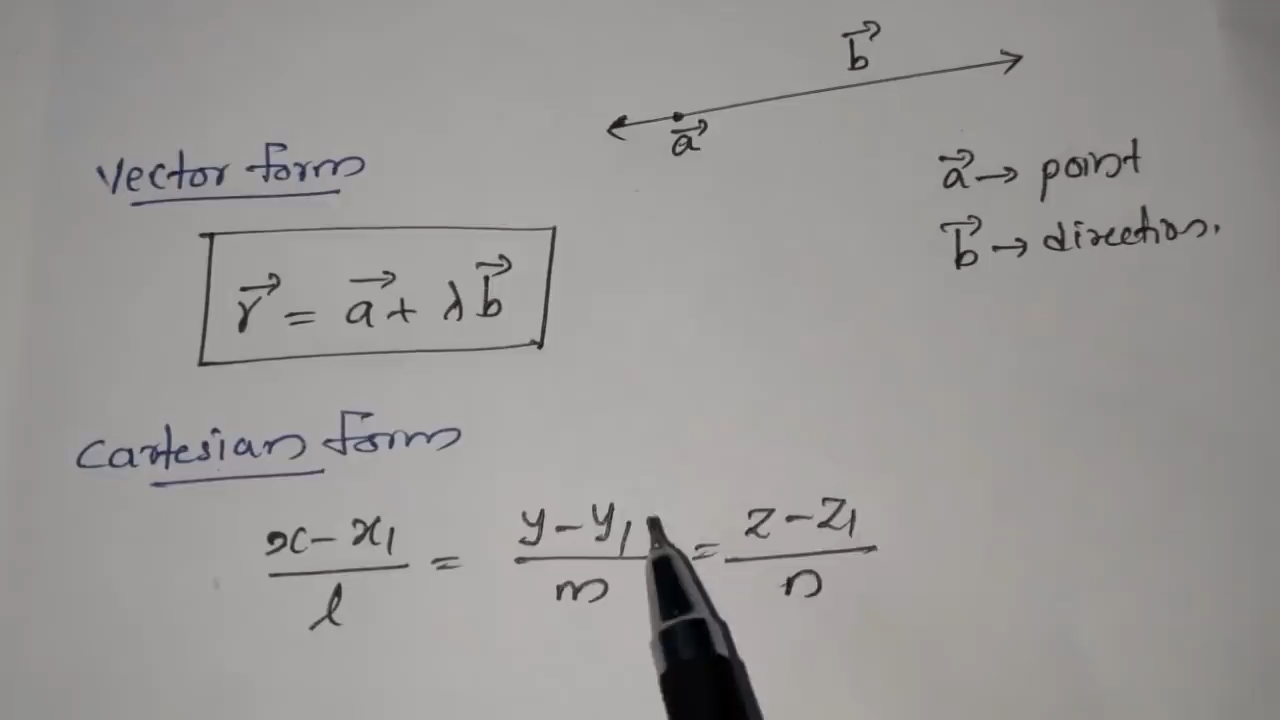 b⃗
a⃗
a⃗ → point
b⃗ → direction.
Vector form
r⃗ = a⃗ + λb⃗
Cartesian form
(x - x₁)/l = (y - y₁)/m = (z - z₁)/n